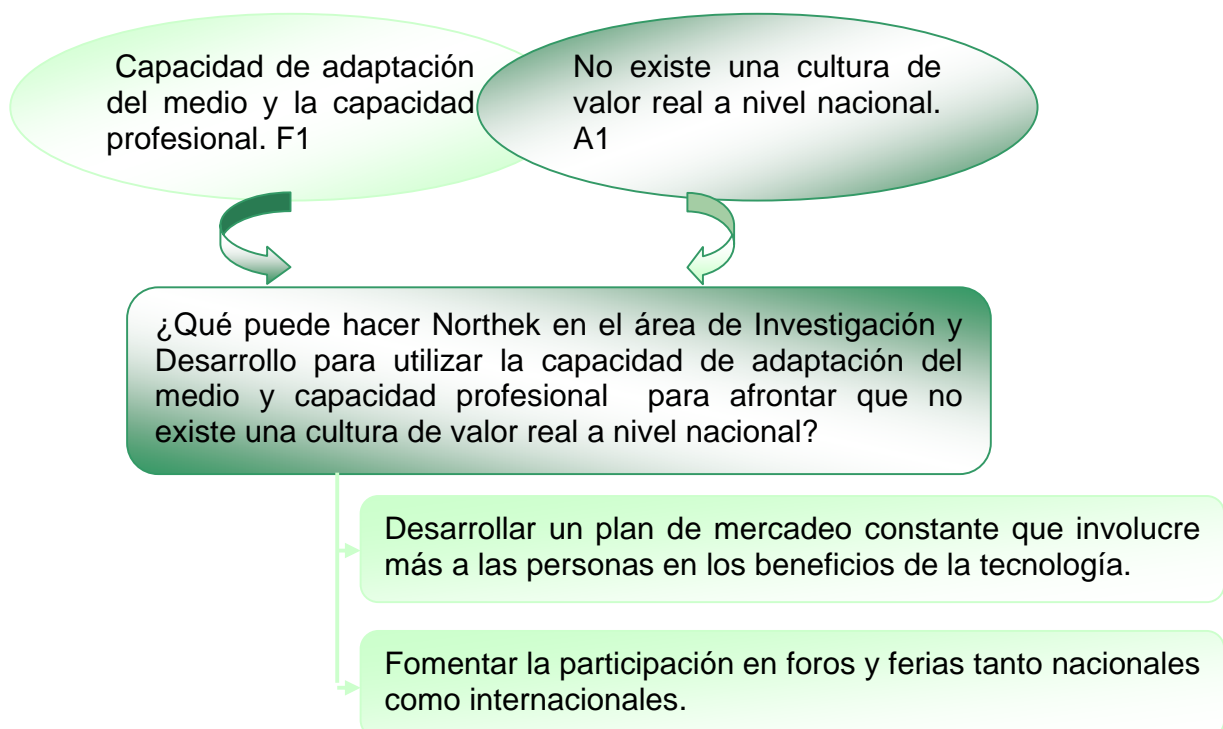 Capacidad de adaptación
del medio y la capacidad
profesional. F1
No existe una cultura de
valor real a nivel nacional.
A1
¿Qué puede hacer Northek en el área de Investigación y
Desarrollo para utilizar la capacidad de adaptación del
medio y capacidad profesional para afrontar que no
existe una cultura de valor real a nivel nacional?
Desarrollar un plan de mercadeo constante que involucre
más a las personas en los beneficios de la tecnología.
Fomentar la participación en foros y ferias tanto nacionales
como internacionales.